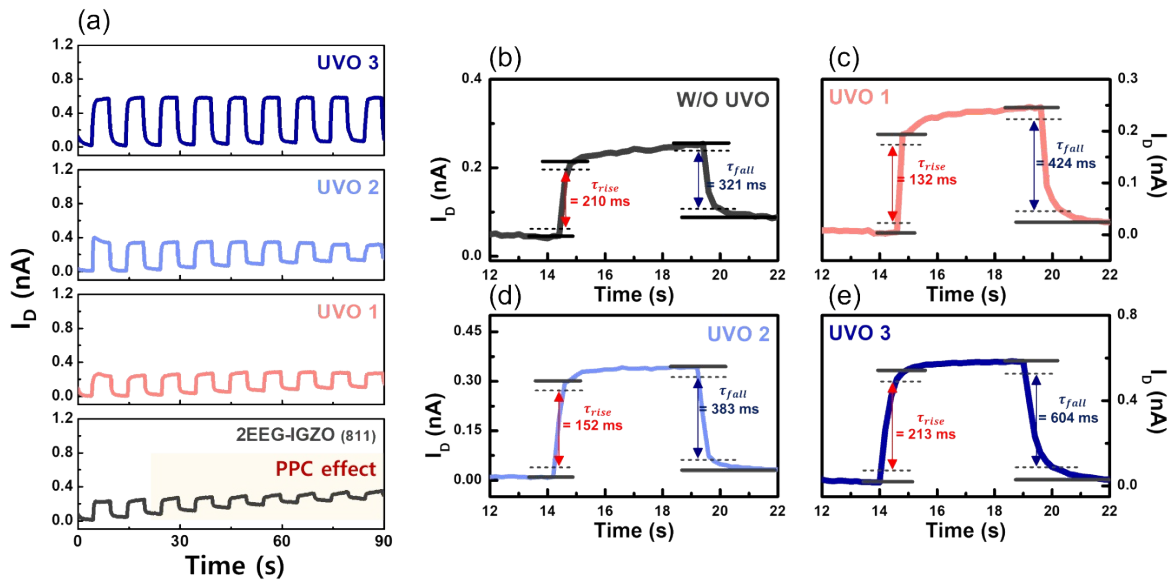 (a)
1.2
0.8
0.4
0.0
UVO 3
1.2
0.8
0.4
0.0
UVO 2
1.2
0.8
0.4
0.0
UVO 1
1.2
0.8
0.4
0.0
2EEG-IGZO (811)
PPC effect
0 30 60 90
Time (s)
I_D (nA)
(b)
W/O UVO
0.4
0.2
0.0
τ_rise
= 210 ms
τ_fall
= 321 ms
12 14 16 18 20 22
Time (s)
I_D (nA)
(c)
UVO 1
0.3
0.2
0.1
0.0
τ_rise
= 132 ms
τ_fall
= 424 ms
12 14 16 18 20 22
Time (s)
I_D (nA)
(d)
UVO 2
0.45
0.30
0.15
0.00
τ_rise
= 152 ms
τ_fall
= 383 ms
12 14 16 18 20 22
Time (s)
I_D (nA)
(e)
UVO 3
0.8
0.6
0.4
0.2
0.0
τ_rise
= 213 ms
τ_fall
= 604 ms
12 14 16 18 20 22
Time (s)
I_D (nA)